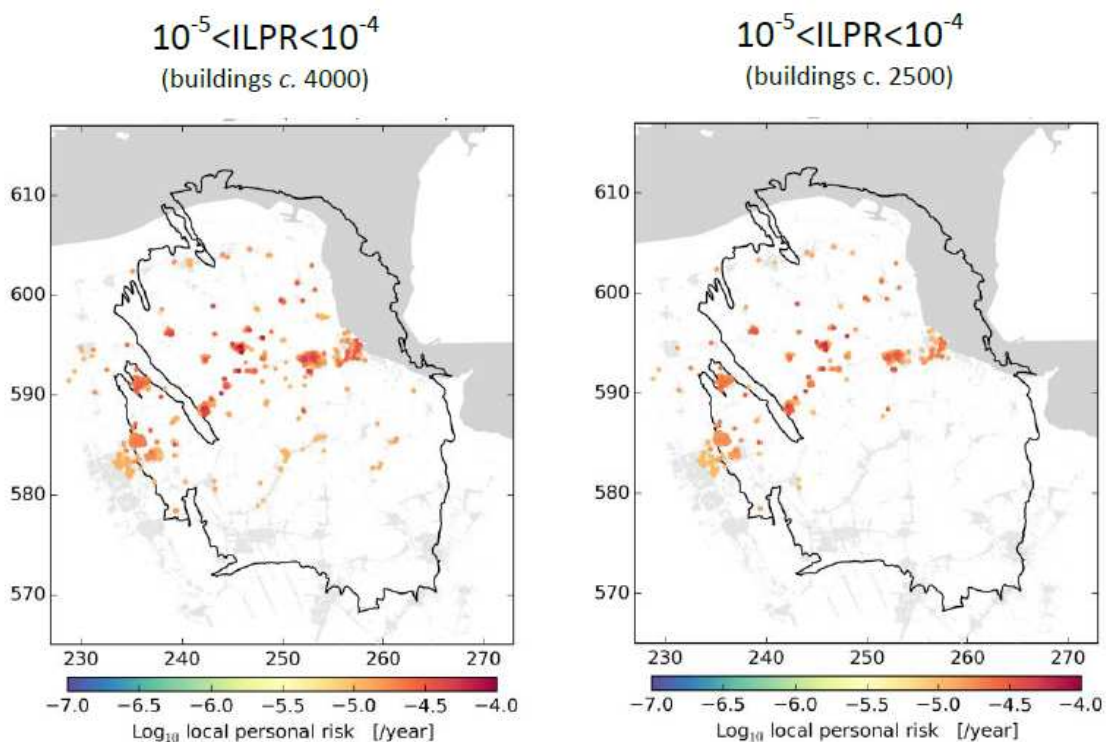 10⁻⁵<ILPR<10⁻⁴
(buildings c. 4000)
610
600
590
580
570
230 240 250 260 270
−7.0 −6.5 −6.0 −5.5 −5.0 −4.5 −4.0
Log₁₀ local personal risk [/year]
10⁻⁵<ILPR<10⁻⁴
(buildings c. 2500)
610
600
590
580
570
230 240 250 260 270
−7.0 −6.5 −6.0 −5.5 −5.0 −4.5 −4.0
Log₁₀ local personal risk [/year]